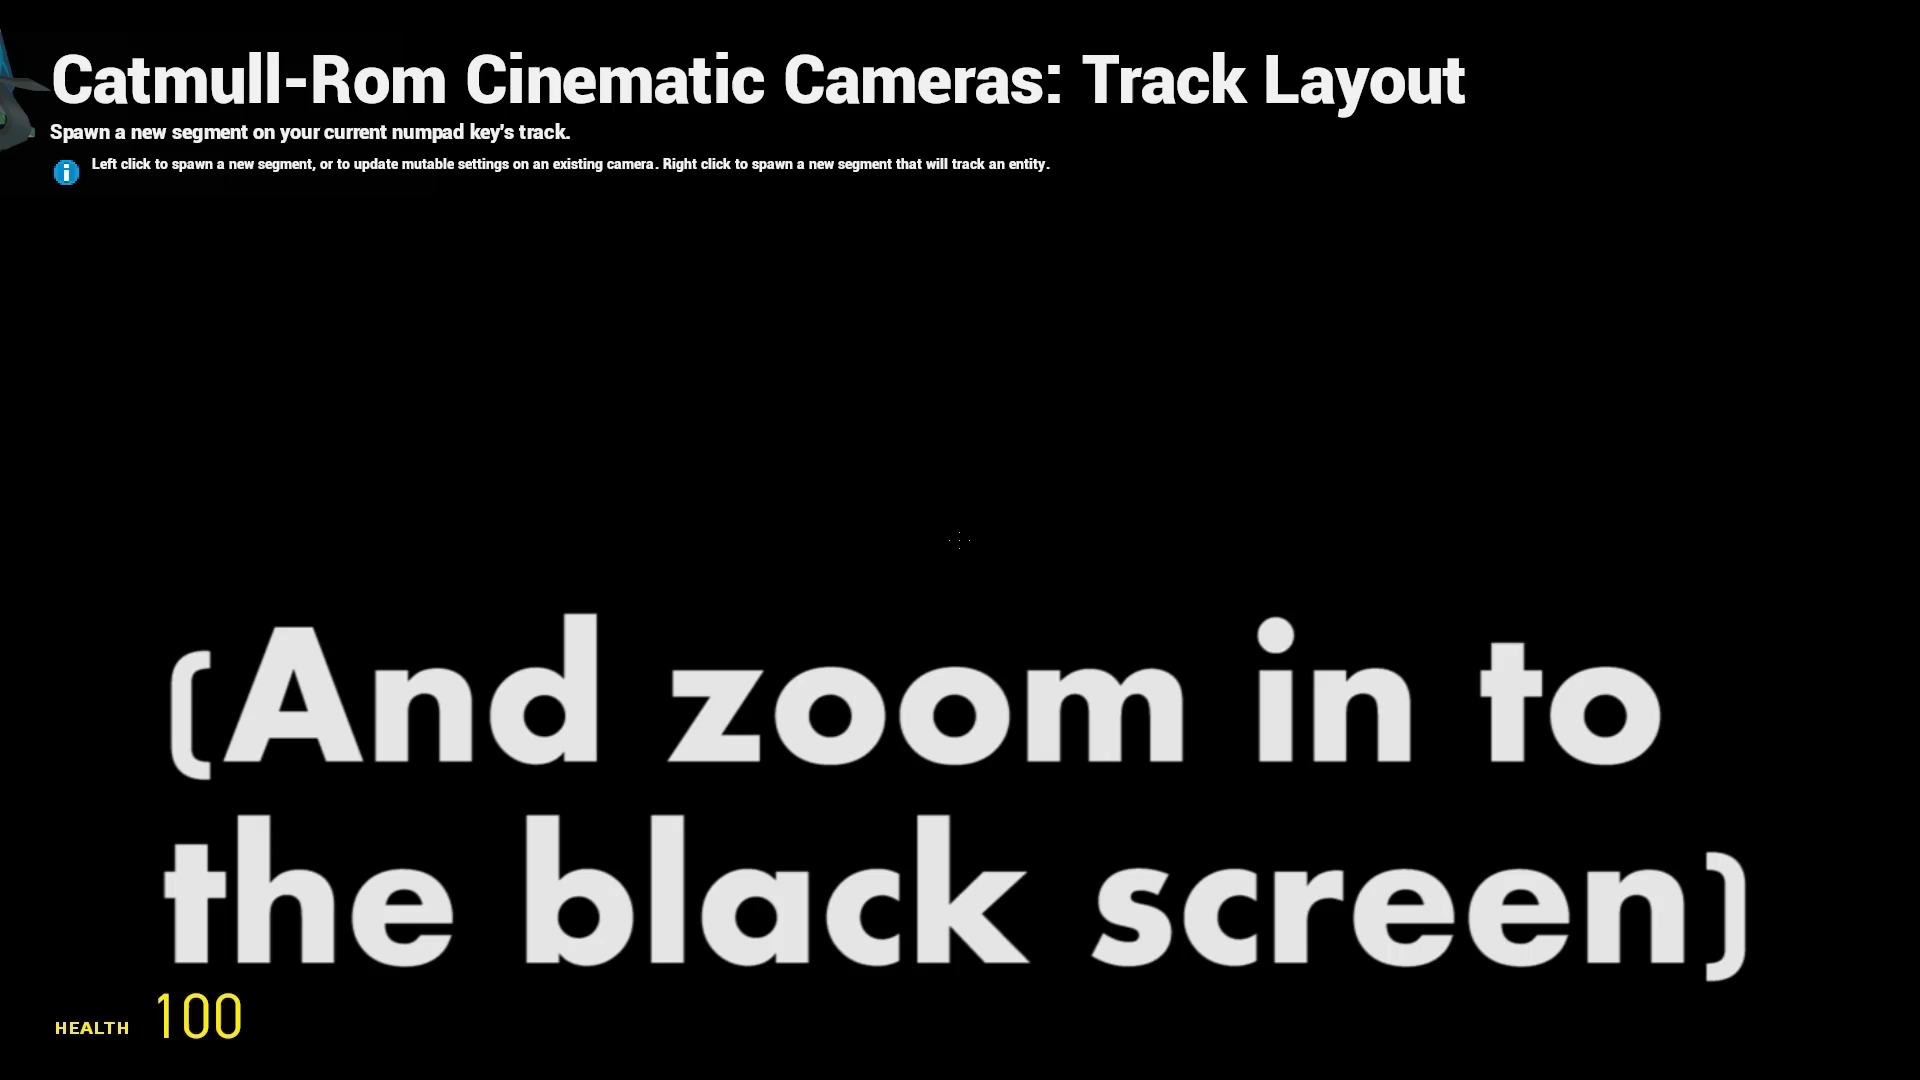 Catmull-Rom Cinematic Cameras: Track Layout
Spawn a new segment on your current numpad key's track.
Left click to spawn a new segment, or to update mutable settings on an existing camera. Right click to spawn a new segment that will track an entity.
(And zoom in to
the black screen)
HEALTH 100